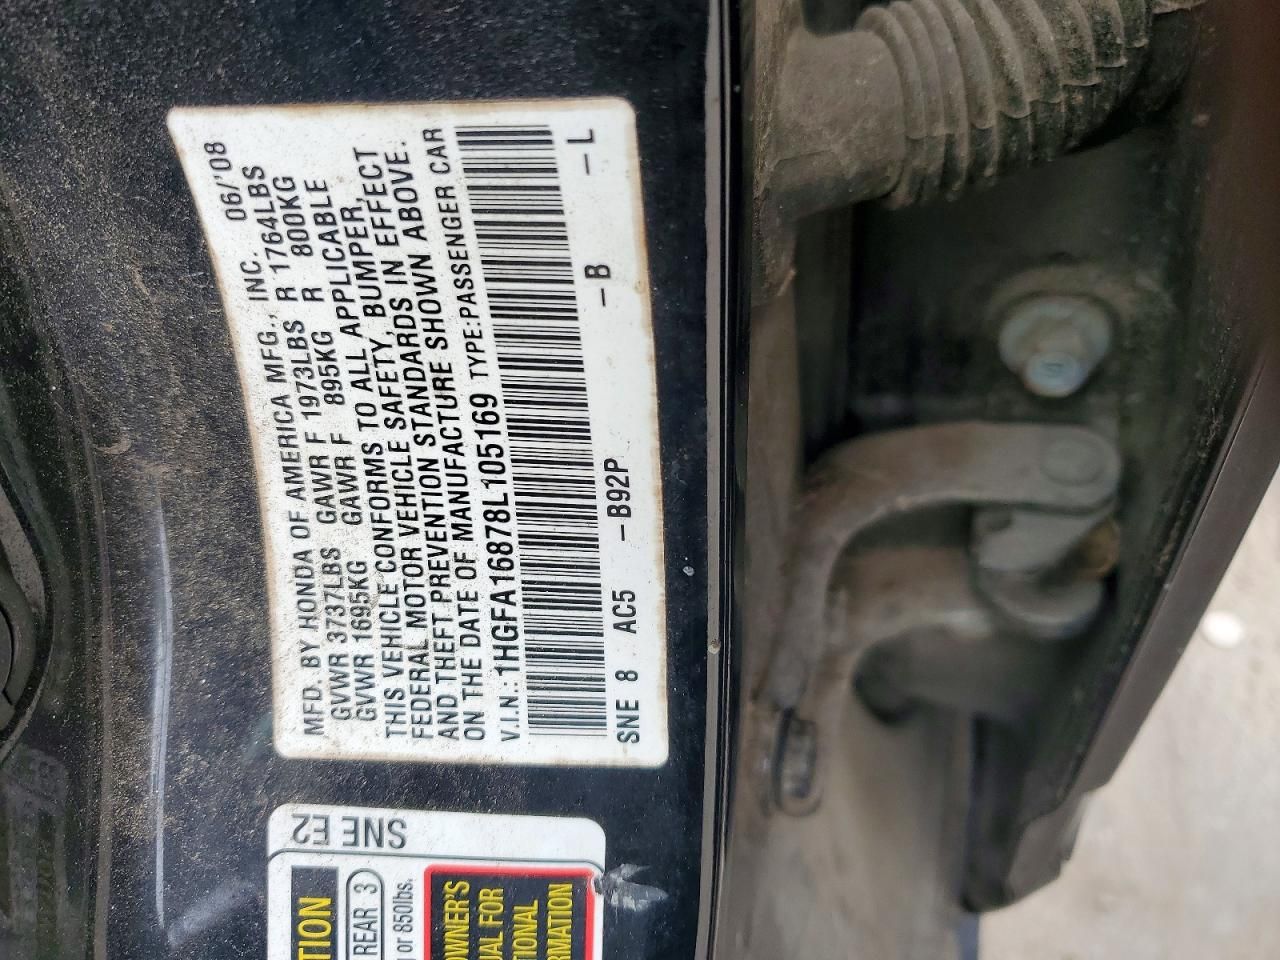 MFD. BY HONDA OF AMERICA MFG., INC. 06/'08
GVWR 3737LBS GAWR F 1973LBS R 1764LBS
GVWR 1695KG GAWR F 895KG R 800KG
THIS VEHICLE CONFORMS TO ALL APPLICABLE
FEDERAL MOTOR VEHICLE SAFETY, BUMPER,
AND THEFT PREVENTION STANDARDS IN EFFECT
ON THE DATE OF MANUFACTURE SHOWN ABOVE.
V.I.N.: 1HGFA16878L105169 TYPE:PASSENGER CAR
SNE 8 AC5 -B92P -B -L
SNE E2
TION
REAR 3
or 850lbs.
OWNER'S
UAL FOR
TIONAL
RMATION